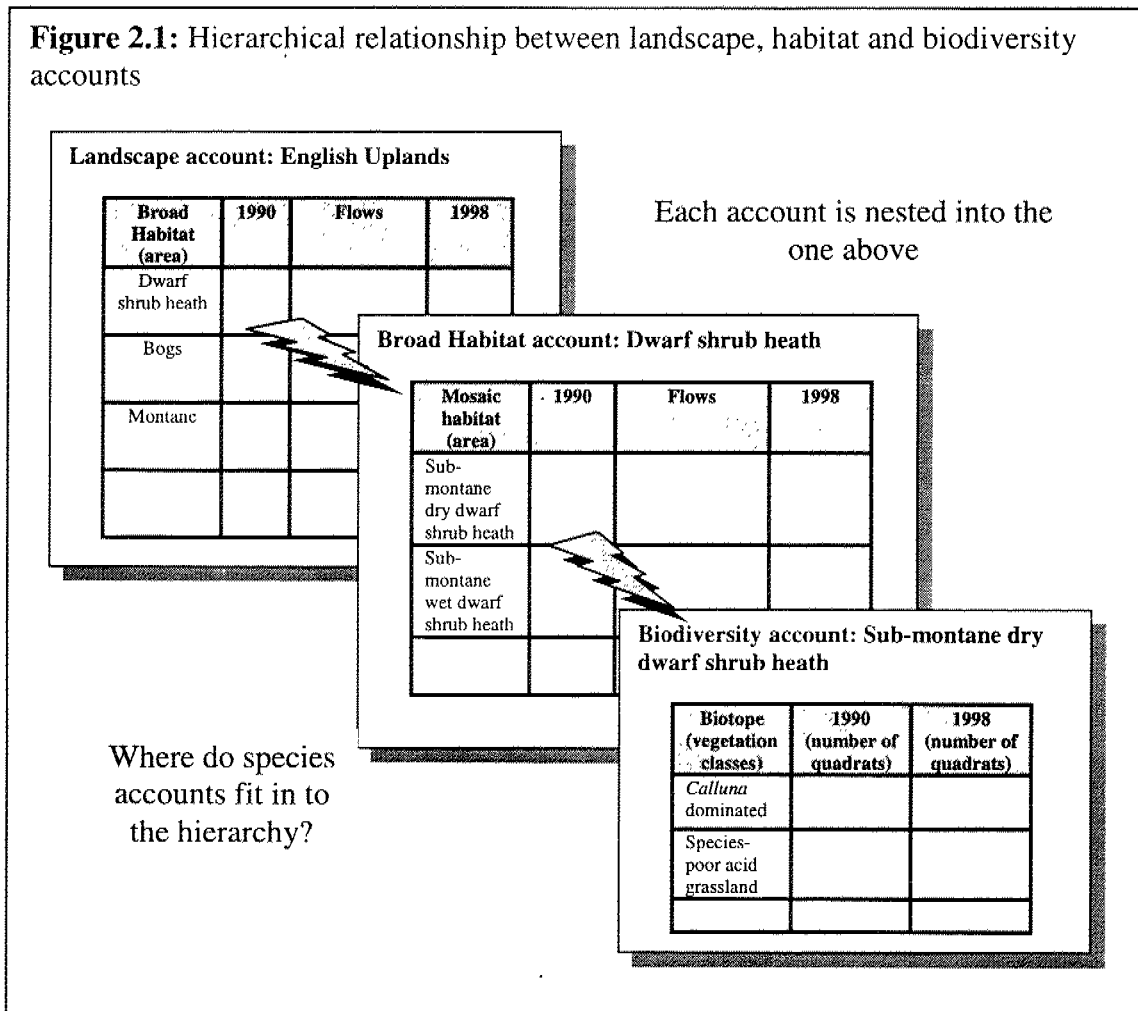 Figure 2.1: Hierarchical relationship between landscape, habitat and biodiversity
accounts
Landscape account: English Uplands
Broad
Habitat
(area)
1990
Flows
1998
Dwarf
shrub heath
Bogs
Montane
Each account is nested into the
one above
Broad Habitat account: Dwarf shrub heath
Mosaic
habitat
(area)
1990
Flows
1998
Sub-
montane
dry dwarf
shrub heath
Sub-
montane
wet dwarf
shrub heath
Where do species
accounts fit in to
the hierarchy?
Biodiversity account: Sub-montane dry
dwarf shrub heath
Biotope
(vegetation
classes)
1990
(number of
quadrats)
1998
(number of
quadrats)
Calluna
dominated
Species-
poor acid
grassland